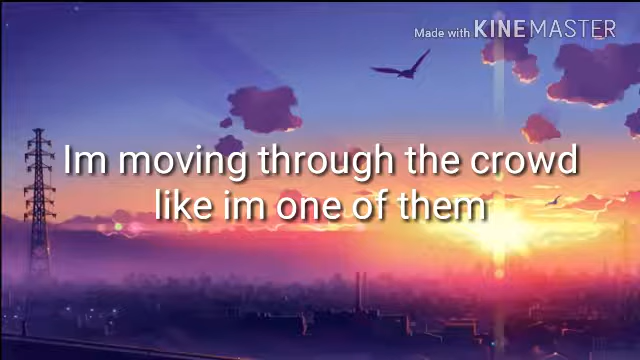 Made with KINEMASTER
Im moving through the crowd
like im one of them